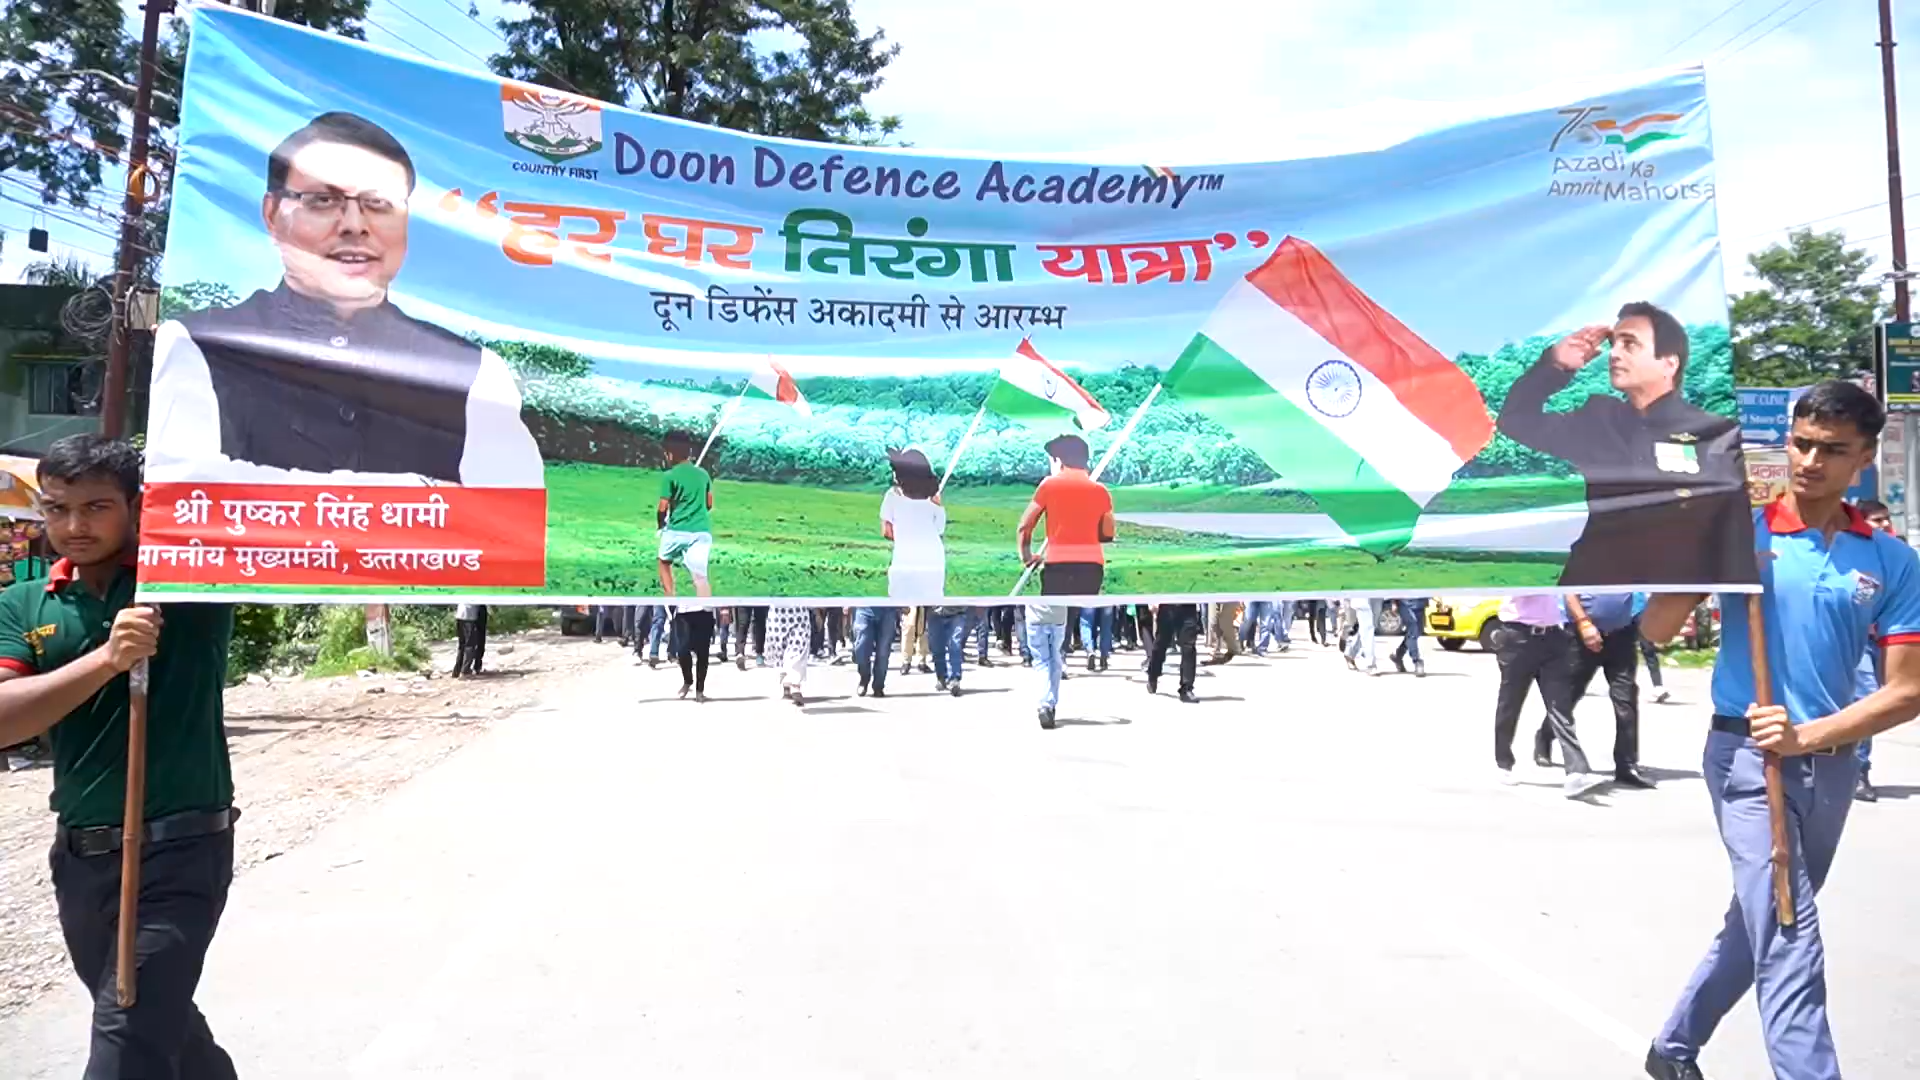 COUNTRY FIRST
Doon Defence Academy™
75
Azadi Ka
Amrit Mahotsa
“हर घर तिरंगा यात्रा”
दून डिफेंस अकादमी से आरम्भ
श्री पुष्कर सिंह धामी
माननीय मुख्यमंत्री, उत्तराखण्ड